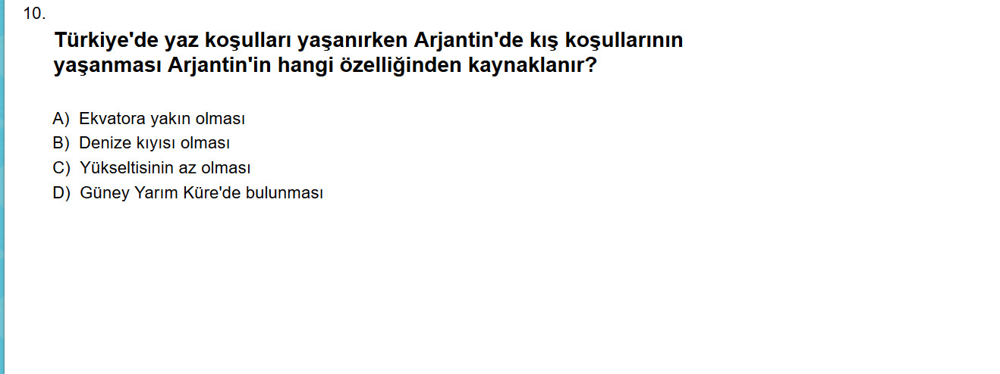 10.
Türkiye'de yaz koşulları yaşanırken Arjantin'de kış koşullarının
yaşanması Arjantin'in hangi özelliğinden kaynaklanır?
A) Ekvatora yakın olması
B) Denize kıyısı olması
C) Yükseltisinin az olması
D) Güney Yarım Küre'de bulunması